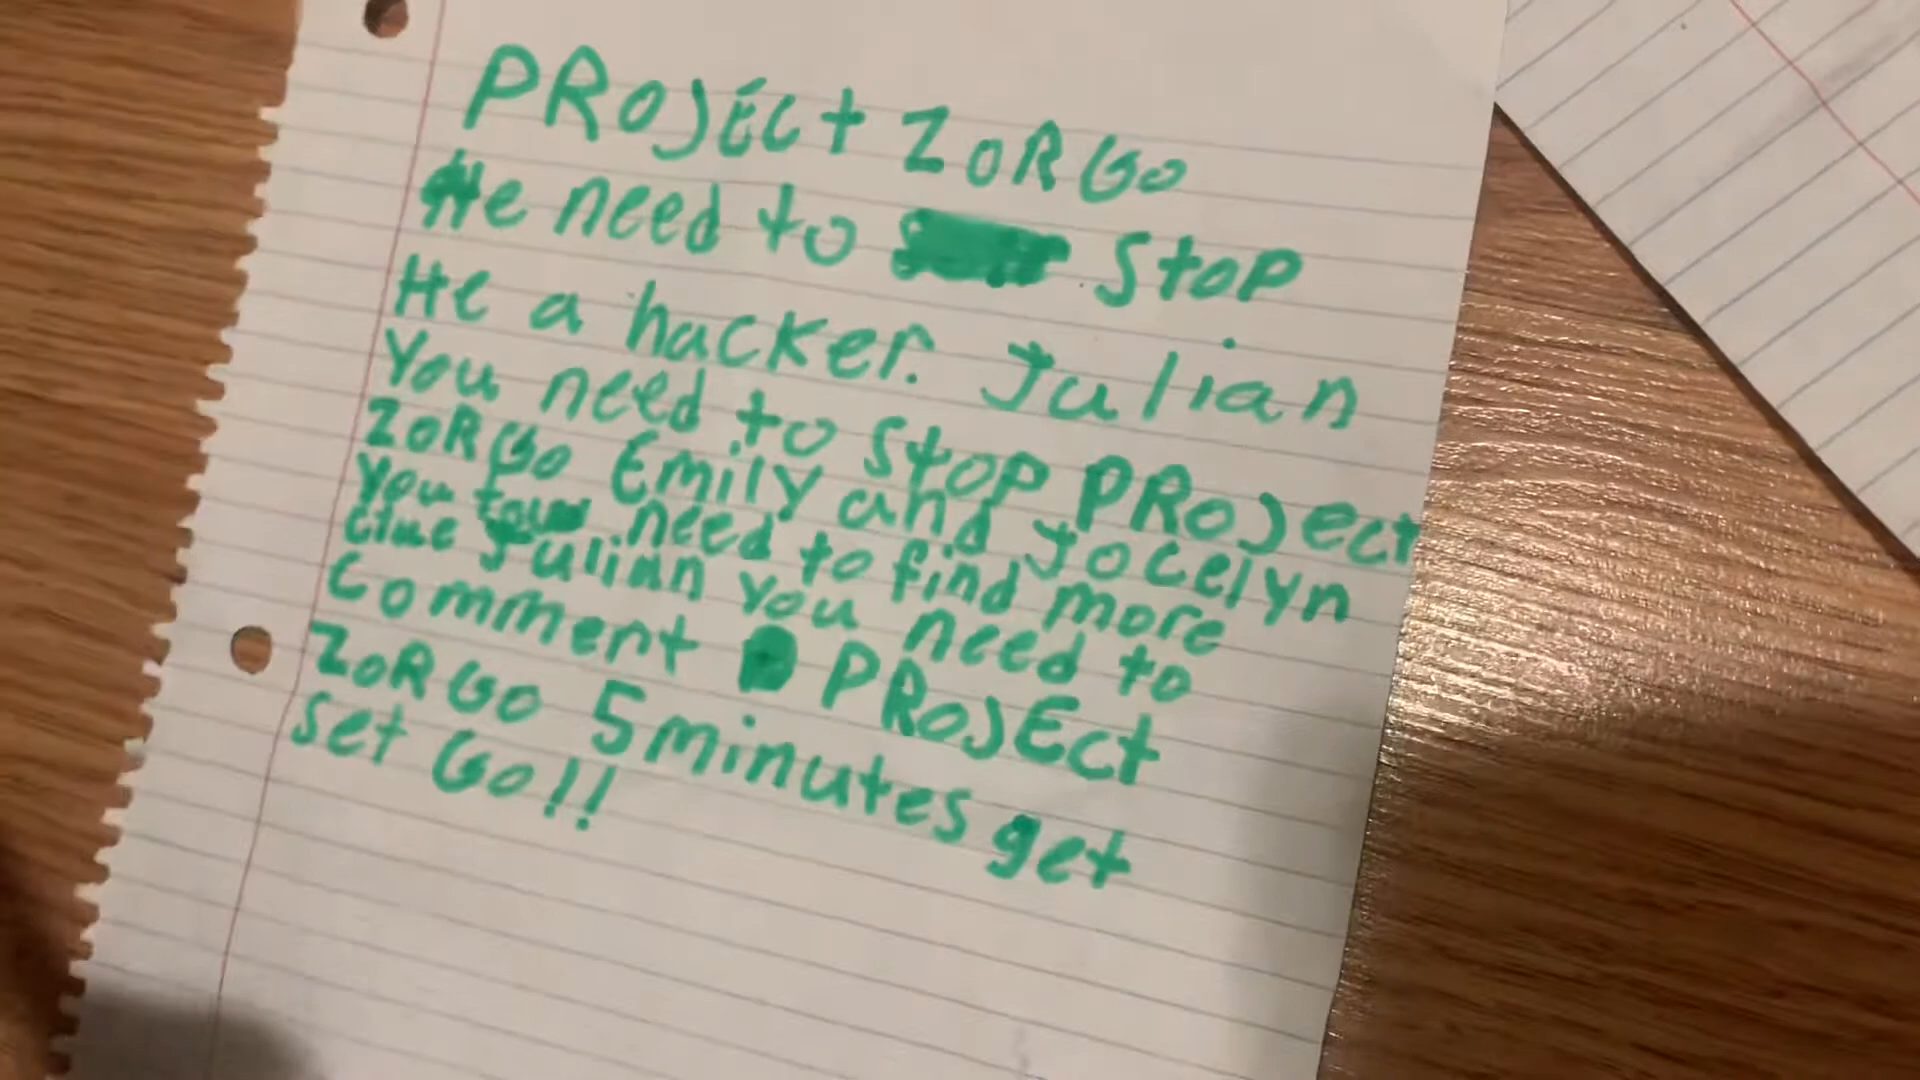 PROJECt ZORGO
He need to Stop
He a hacker. Julian
You need to Stop PROJECt
ZORGO Emily and Jocelyn
You need to find more
Clue Julian you need to
Comment PROJECt
ZORGO 5 minutes get
set Go!!